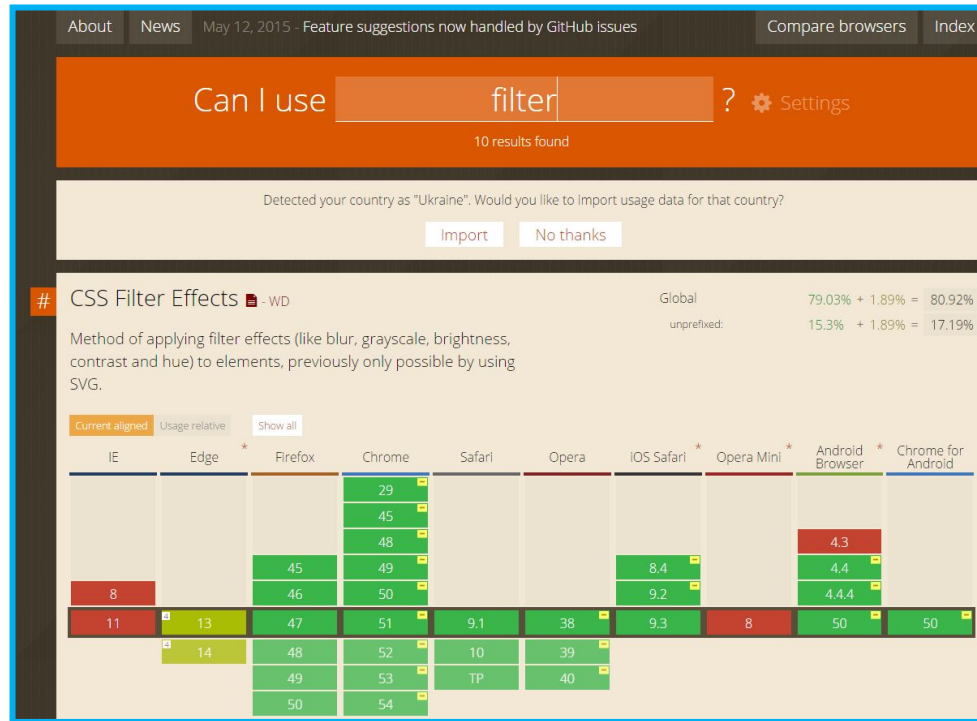 About News May 12, 2015 - Feature suggestions now handled by GitHub issues Compare browsers Index
Can I use filter ? Settings
10 results found
Detected your country as "Ukraine". Would you like to import usage data for that country?
Import No thanks
# CSS Filter Effects - WD Global 79.03% + 1.89% = 80.92%
unprefixed: 15.3% + 1.89% = 17.19%
Method of applying filter effects (like blur, grayscale, brightness,
contrast and hue) to elements, previously only possible by using
SVG.
Current aligned Usage relative Show all
IE Edge * Firefox Chrome Safari Opera iOS Safari * Opera Mini * Android Browser * Chrome for Android
29 -
45 -
48 - 4.3
45 49 - 8.4 - 4.4 -
8 46 50 - 9.2 - 4.4.4 -
11 4 13 47 51 - 9.1 38 - 9.3 8 50 - 50 -
4 14 48 52 - 10 39 -
49 53 - TP 40 -
50 54 -